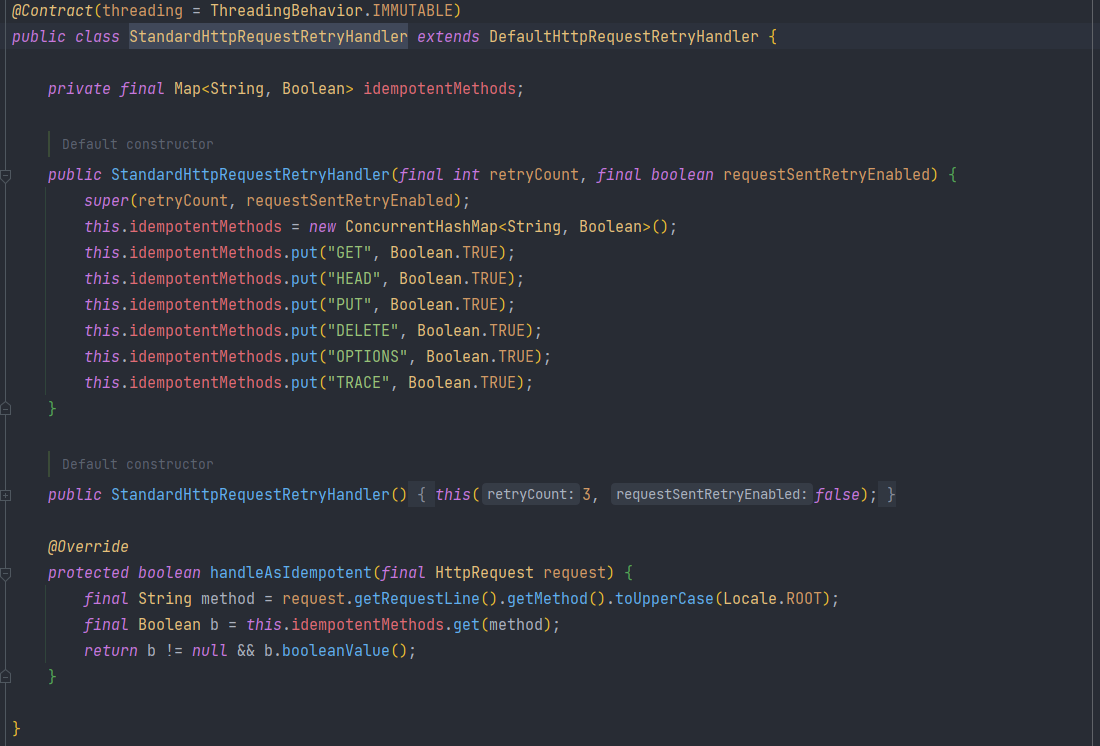 @Contract(threading = ThreadingBehavior.IMMUTABLE)
public class StandardHttpRequestRetryHandler extends DefaultHttpRequestRetryHandler {
private final Map<String, Boolean> idempotentMethods;
Default constructor
public StandardHttpRequestRetryHandler(final int retryCount, final boolean requestSentRetryEnabled) {
super(retryCount, requestSentRetryEnabled);
this.idempotentMethods = new ConcurrentHashMap<String, Boolean>();
this.idempotentMethods.put("GET", Boolean.TRUE);
this.idempotentMethods.put("HEAD", Boolean.TRUE);
this.idempotentMethods.put("PUT", Boolean.TRUE);
this.idempotentMethods.put("DELETE", Boolean.TRUE);
this.idempotentMethods.put("OPTIONS", Boolean.TRUE);
this.idempotentMethods.put("TRACE", Boolean.TRUE);
}
Default constructor
public StandardHttpRequestRetryHandler() { this( retryCount: 3, requestSentRetryEnabled: false); }
@Override
protected boolean handleAsIdempotent(final HttpRequest request) {
final String method = request.getRequestLine().getMethod().toUpperCase(Locale.ROOT);
final Boolean b = this.idempotentMethods.get(method);
return b != null && b.booleanValue();
}
}